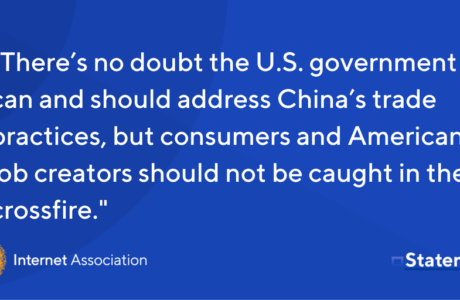 There's no doubt the U.S. government
can and should address China's trade
practices, but consumers and American
job creators should not be caught in the
crossfire."
Internet Association